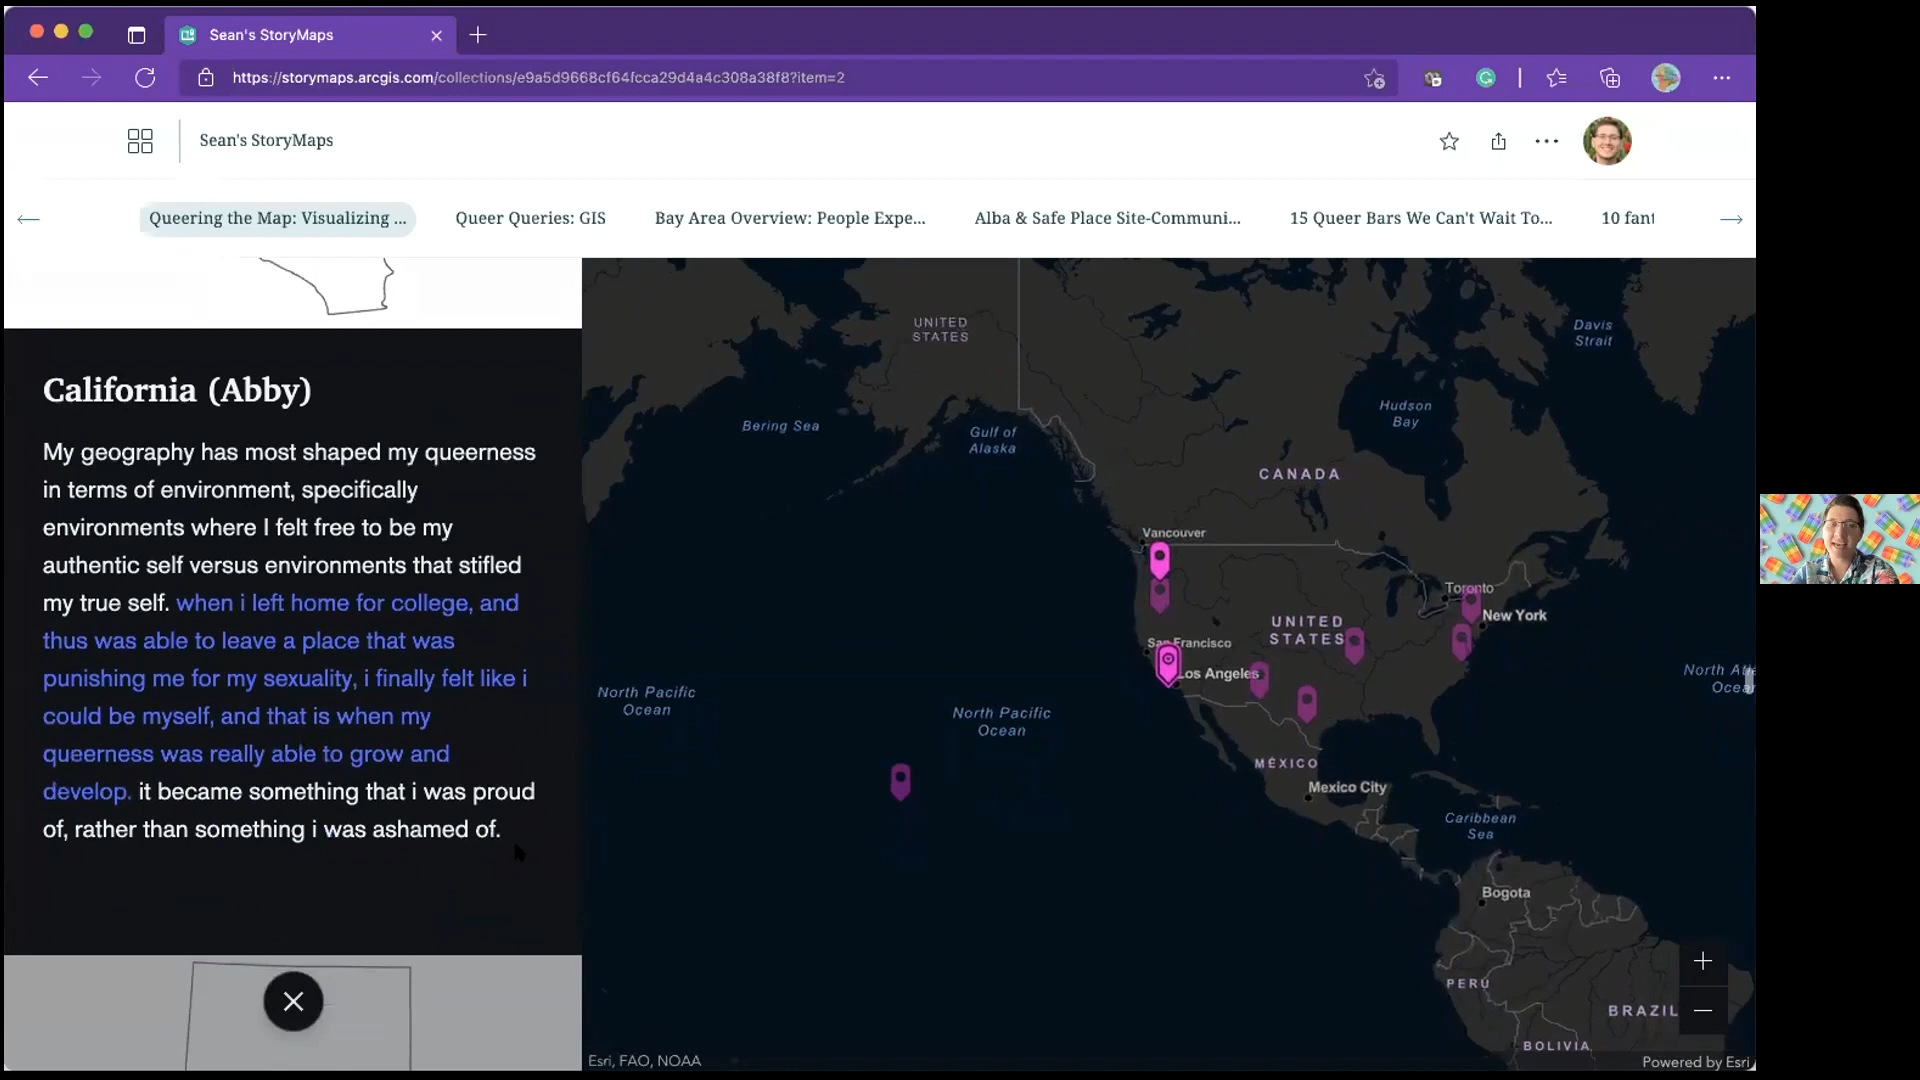 Sean's StoryMaps
https://storymaps.arcgis.com/collections/e9a5d9668cf64fcca29d4a4c308a38f8?item=2
Sean's StoryMaps
Queering the Map: Visualizing ...
Queer Queries: GIS
Bay Area Overview: People Expe...
Alba & Safe Place Site-Communi...
15 Queer Bars We Can't Wait To...
10 fant
California (Abby)
My geography has most shaped my queerness
in terms of environment, specifically
environments where I felt free to be my
authentic self versus environments that stifled
my true self. when i left home for college, and
thus was able to leave a place that was
punishing me for my sexuality, i finally felt like i
could be myself, and that is when my
queerness was really able to grow and
develop. it became something that i was proud
of, rather than something i was ashamed of.
UNITED
STATES
Davis
Strait
Hudson
Bay
Bering Sea
Gulf of
Alaska
CANADA
Vancouver
Toronto
New York
UNITED
STATES
San Francisco
Los Angeles
North Pacific
Ocean
North Pacific
Ocean
North Atl
Ocean
MÉXICO
Mexico City
Caribbean
Sea
Bogota
PERÚ
BRAZIL
BOLIVIA
Esri, FAO, NOAA
Powered by Esri